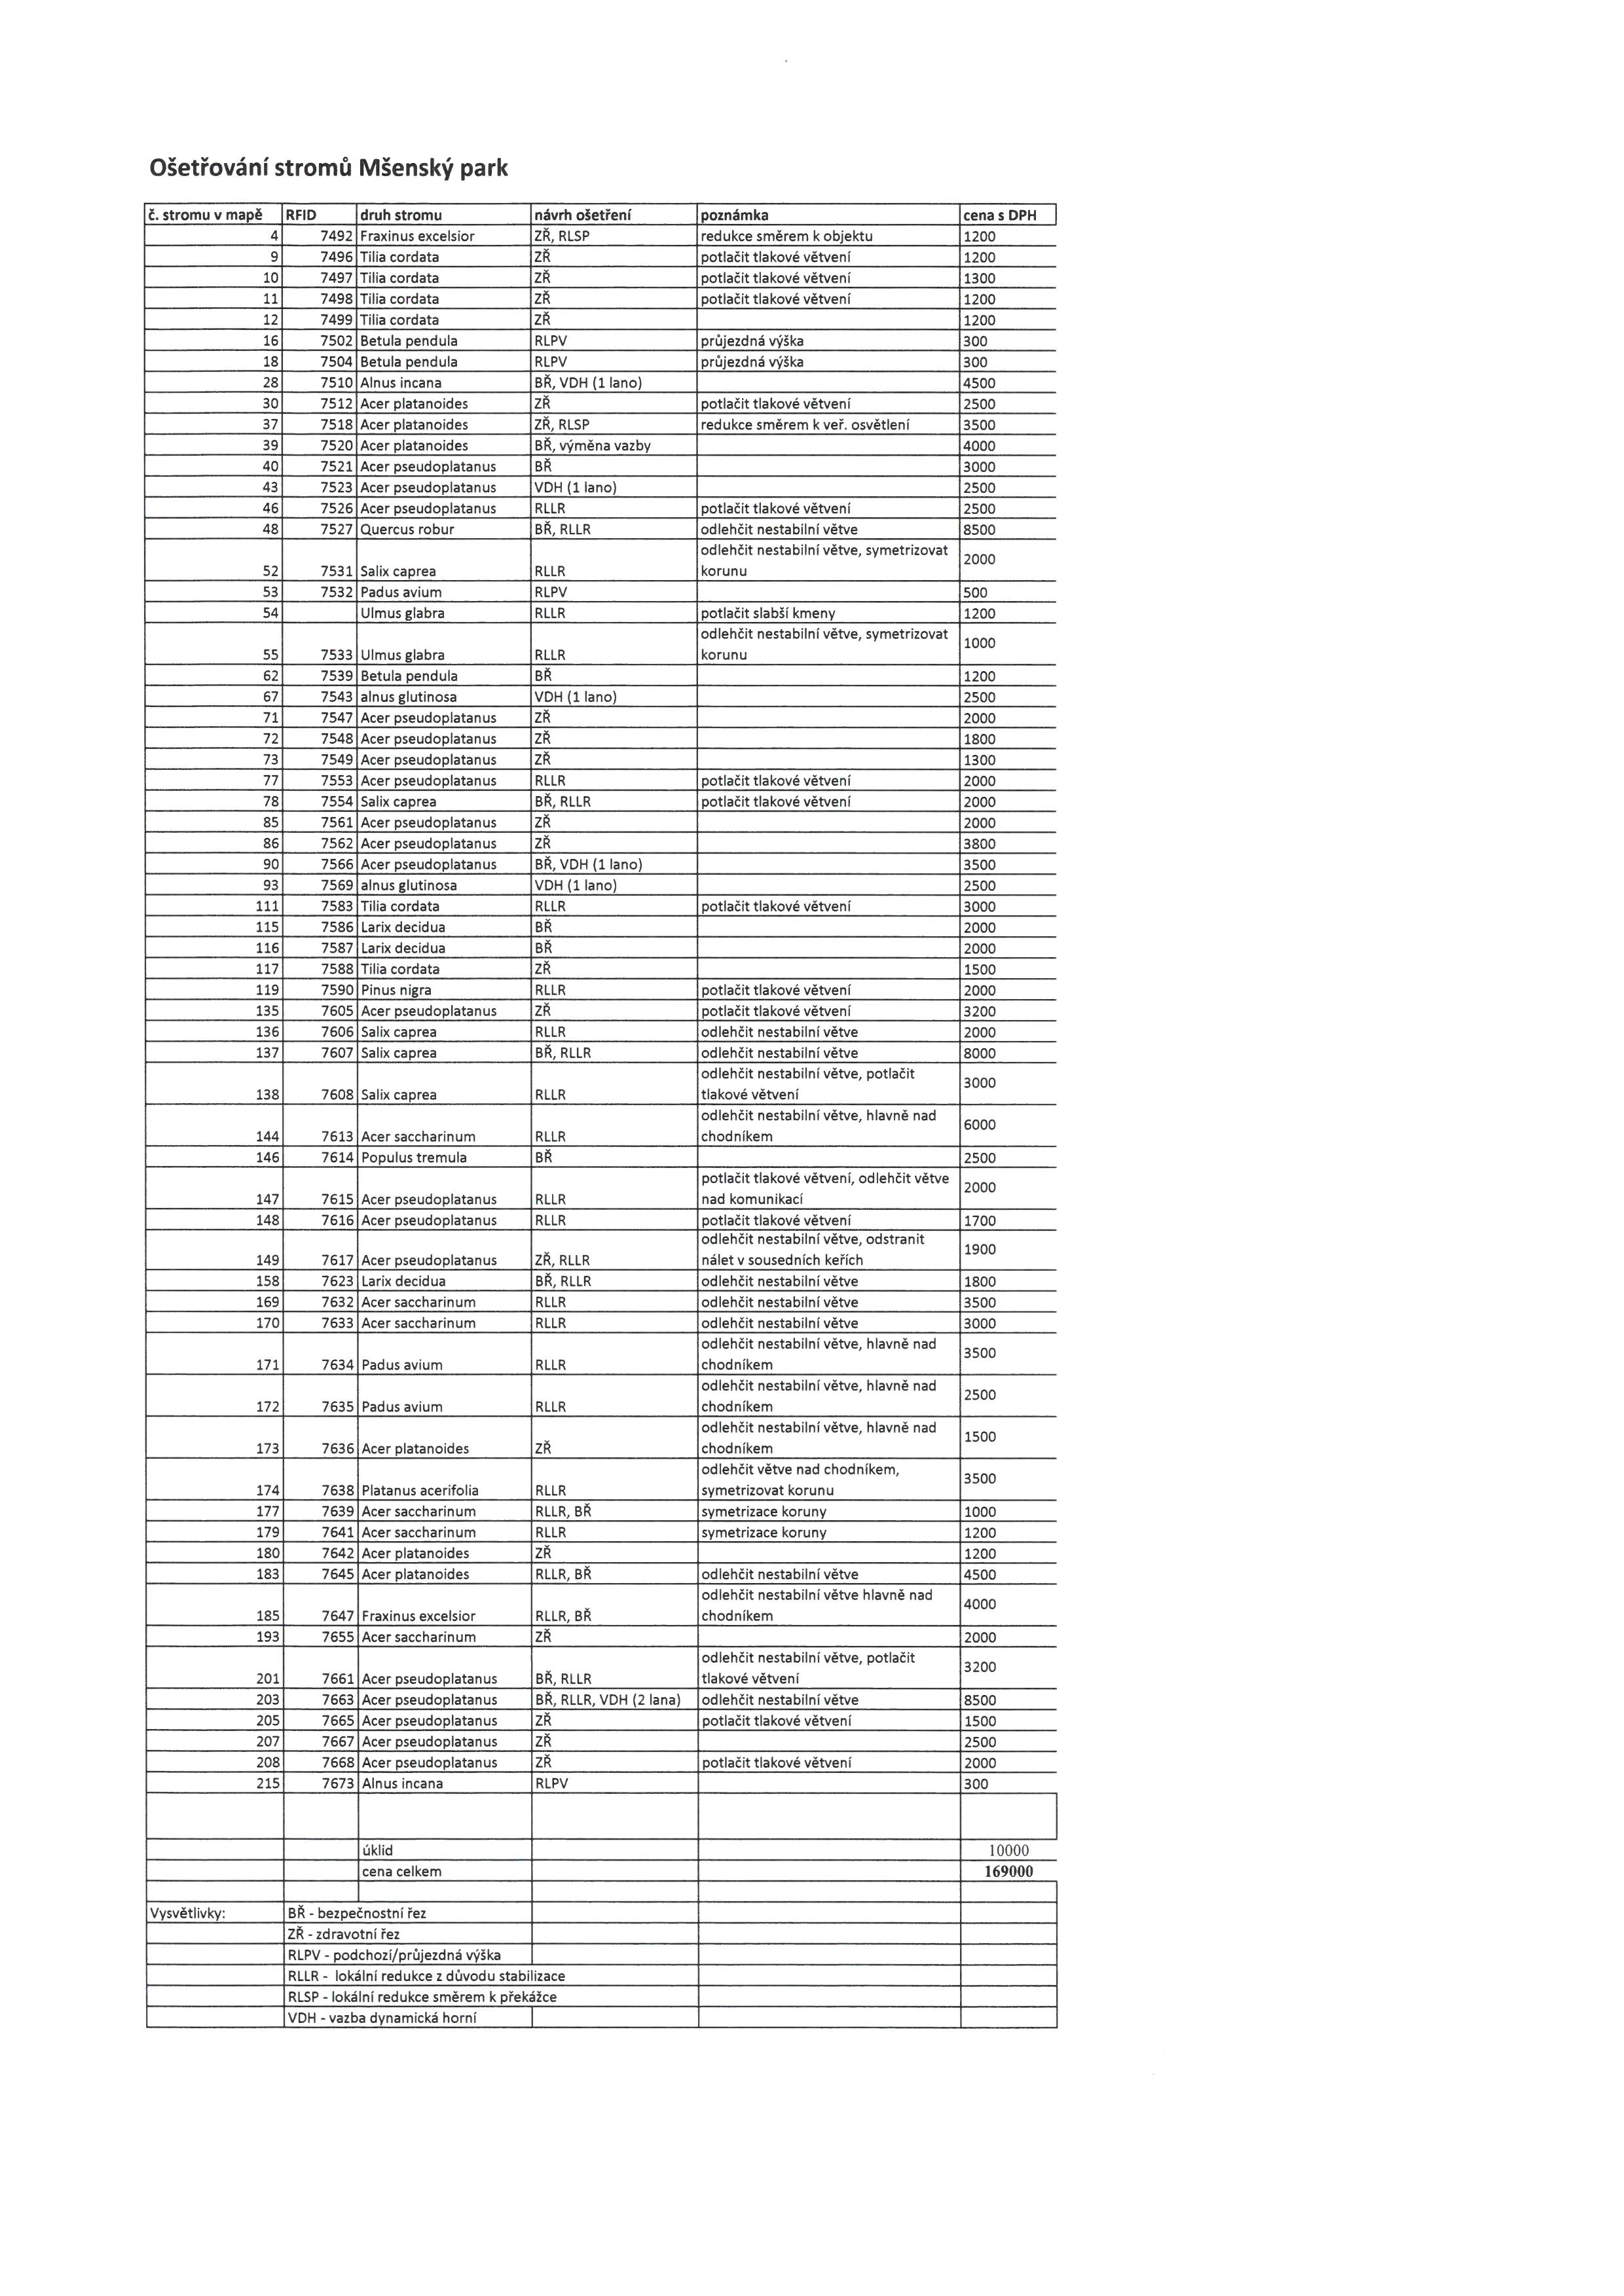 Ošetřování stromů Mšenský park
č. stromu v mapě RFID druh stromu návrh ošetření poznámka cena s DPH
4 7492 Fraxinus excelsior ZŘ, RLSP redukce směrem k objektu 1200
9 7496 Tilia cordata ZŘ potlačit tlakové větvení 1200
10 7497 Tilia cordata ZŘ potlačit tlakové větvení 1300
11 7498 Tilia cordata ZŘ potlačit tlakové větvení 1200
12 7499 Tilia cordata ZŘ 1200
16 7502 Betula pendula RLPV průjezdná výška 300
18 7504 Betula pendula RLPV průjezdná výška 300
28 7510 Alnus incana BŘ, VDH (1 lano) 4500
30 7512 Acer platanoides ZŘ potlačit tlakové větvení 2500
37 7518 Acer platanoides ZŘ, RLSP redukce směrem k veř. osvětlení 3500
39 7520 Acer platanoides BŘ, výměna vazby 4000
40 7521 Acer pseudoplatanus BŘ 3000
43 7523 Acer pseudoplatanus VDH (1 lano) 2500
46 7526 Acer pseudoplatanus RLLR potlačit tlakové větvení 2500
48 7527 Quercus robur BŘ, RLLR odlehčit nestabilní větve 8500
odlehčit nestabilní větve, symetrizovat 2000
52 7531 Salix caprea RLLR korunu
53 7532 Padus avium RLPV 500
54 Ulmus glabra RLLR potlačit slabší kmeny 1200
odlehčit nestabilní větve, symetrizovat 1000
55 7533 Ulmus glabra RLLR korunu
62 7539 Betula pendula BŘ 1200
67 7543 alnus glutinosa VDH (1 lano) 2500
71 7547 Acer pseudoplatanus ZŘ 2000
72 7548 Acer pseudoplatanus ZŘ 1800
73 7549 Acer pseudoplatanus ZŘ 1300
77 7553 Acer pseudoplatanus RLLR potlačit tlakové větvení 2000
78 7554 Salix caprea BŘ, RLLR potlačit tlakové větvení 2000
85 7561 Acer pseudoplatanus ZŘ 2000
86 7562 Acer pseudoplatanus ZŘ 3800
90 7566 Acer pseudoplatanus BŘ, VDH (1 lano) 3500
93 7569 alnus glutinosa VDH (1 lano) 2500
111 7583 Tilia cordata RLLR potlačit tlakové větvení 3000
115 7586 Larix decidua BŘ 2000
116 7587 Larix decidua BŘ 2000
117 7588 Tilia cordata ZŘ 1500
119 7590 Pinus nigra RLLR potlačit tlakové větvení 2000
135 7605 Acer pseudoplatanus ZŘ potlačit tlakové větvení 3200
136 7606 Salix caprea RLLR odlehčit nestabilní větve 2000
137 7607 Salix caprea BŘ, RLLR odlehčit nestabilní větve 8000
odlehčit nestabilní větve, potlačit 3000
138 7608 Salix caprea RLLR tlakové větvení
odlehčit nestabilní větve, hlavně nad 6000
144 7613 Acer saccharinum RLLR chodníkem
146 7614 Populus tremula BŘ 2500
potlačit tlakové větvení, odlehčit větve 2000
147 7615 Acer pseudoplatanus RLLR nad komunikací
148 7616 Acer pseudoplatanus RLLR potlačit tlakové větvení 1700
odlehčit nestabilní větve, odstranit 1900
149 7617 Acer pseudoplatanus ZŘ, RLLR nálet v sousedních keřích
158 7623 Larix decidua BŘ, RLLR odlehčit nestabilní větve 1800
169 7632 Acer saccharinum RLLR odlehčit nestabilní větve 3500
170 7633 Acer saccharinum RLLR odlehčit nestabilní větve 3000
odlehčit nestabilní větve, hlavně nad 3500
171 7634 Padus avium RLLR chodníkem
odlehčit nestabilní větve, hlavně nad 2500
172 7635 Padus avium RLLR chodníkem
odlehčit nestabilní větve, hlavně nad 1500
173 7636 Acer platanoides ZŘ chodníkem
odlehčit větve nad chodníkem, 3500
174 7638 Platanus acerifolia RLLR symetrizovat korunu
177 7639 Acer saccharinum RLLR, BŘ symetrizace koruny 1000
179 7641 Acer saccharinum RLLR symetrizace koruny 1200
180 7642 Acer platanoides ZŘ 1200
183 7645 Acer platanoides RLLR, BŘ odlehčit nestabilní větve 4500
odlehčit nestabilní větve hlavně nad 4000
185 7647 Fraxinus excelsior RLLR, BŘ chodníkem
193 7655 Acer saccharinum ZŘ 2000
odlehčit nestabilní větve, potlačit 3200
201 7661 Acer pseudoplatanus BŘ, RLLR tlakové větvení
203 7663 Acer pseudoplatanus BŘ, RLLR, VDH (2 lana) odlehčit nestabilní větve 8500
205 7665 Acer pseudoplatanus ZŘ potlačit tlakové větvení 1500
207 7667 Acer pseudoplatanus ZŘ 2500
208 7668 Acer pseudoplatanus ZŘ potlačit tlakové větvení 2000
215 7673 Alnus incana RLPV 300
úklid 10000
cena celkem 169000
Vysvětlivky: BŘ - bezpečnostní řez
ZŘ - zdravotní řez
RLPV - podchozí/průjezdná výška
RLLR - lokální redukce z důvodu stabilizace
RLSP - lokální redukce směrem k překážce
VDH - vazba dynamická horní